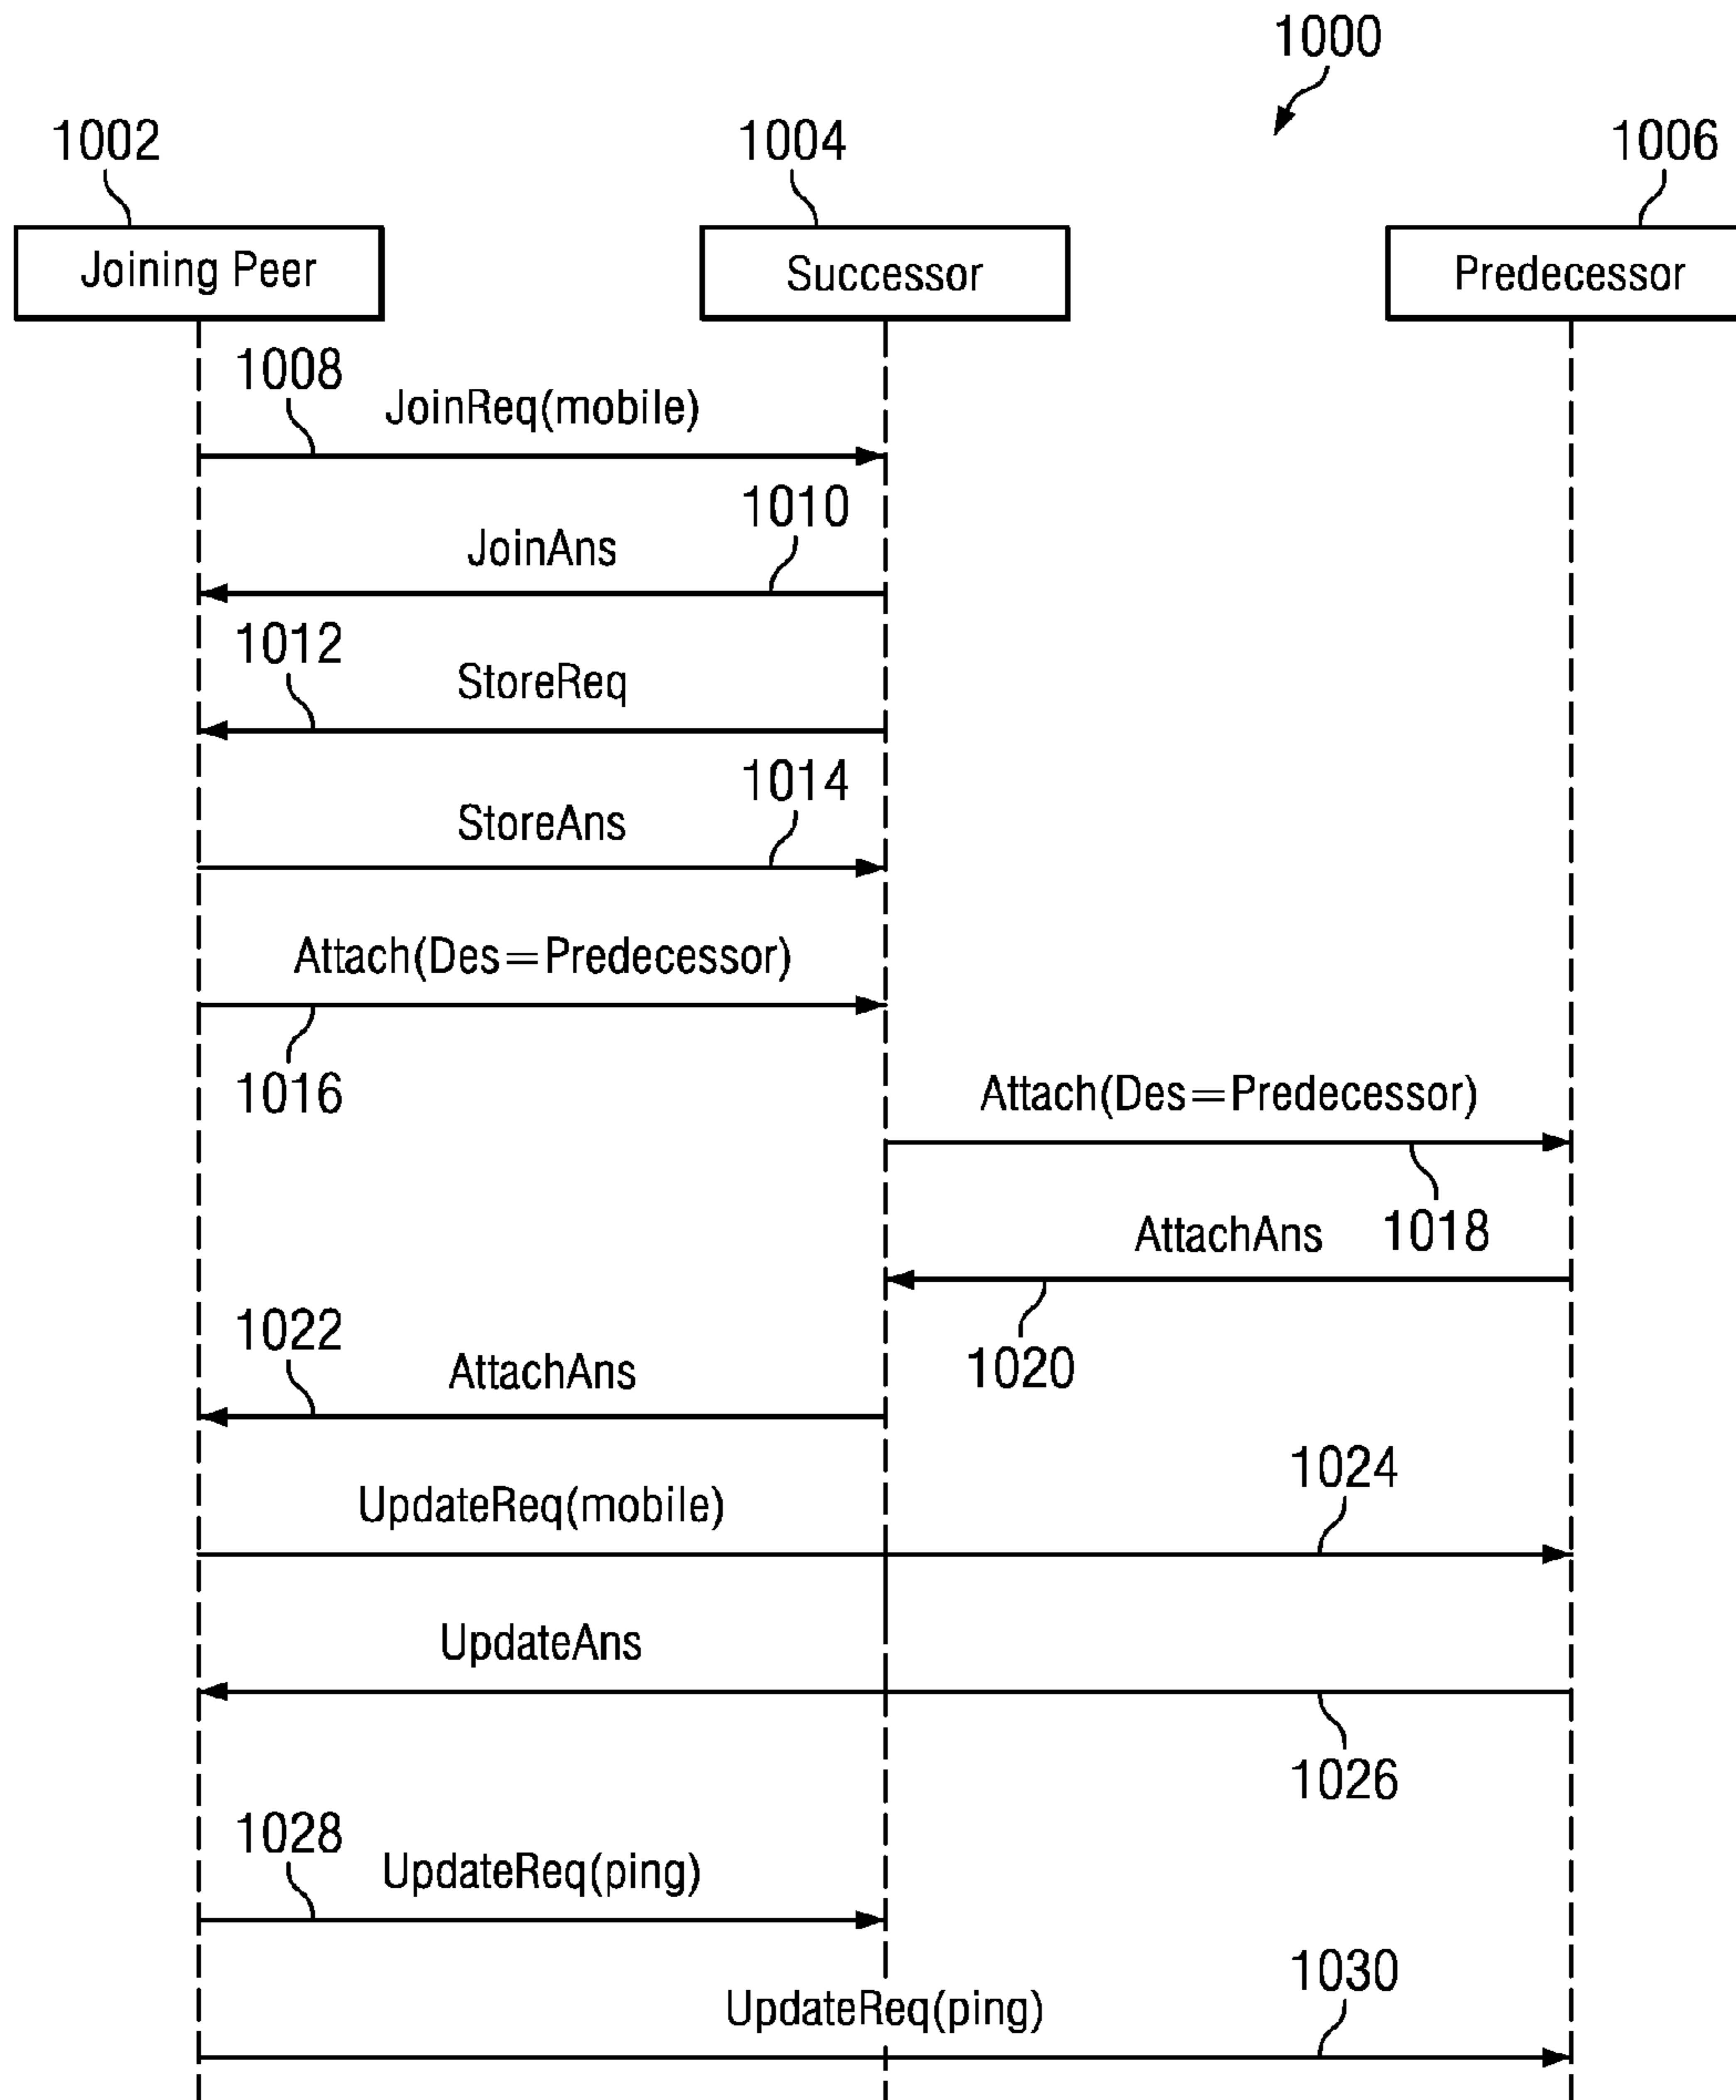 1000
1002
1004
1006
Joining Peer
Successor
Predecessor
1008
JoinReq(mobile)
1010
JoinAns
1012
StoreReq
1014
StoreAns
Attach(Des=Predecessor)
1016
Attach(Des=Predecessor)
1018
AttachAns
1020
1022
AttachAns
1024
UpdateReq(mobile)
UpdateAns
1026
1028
UpdateReq(ping)
1030
UpdateReq(ping)